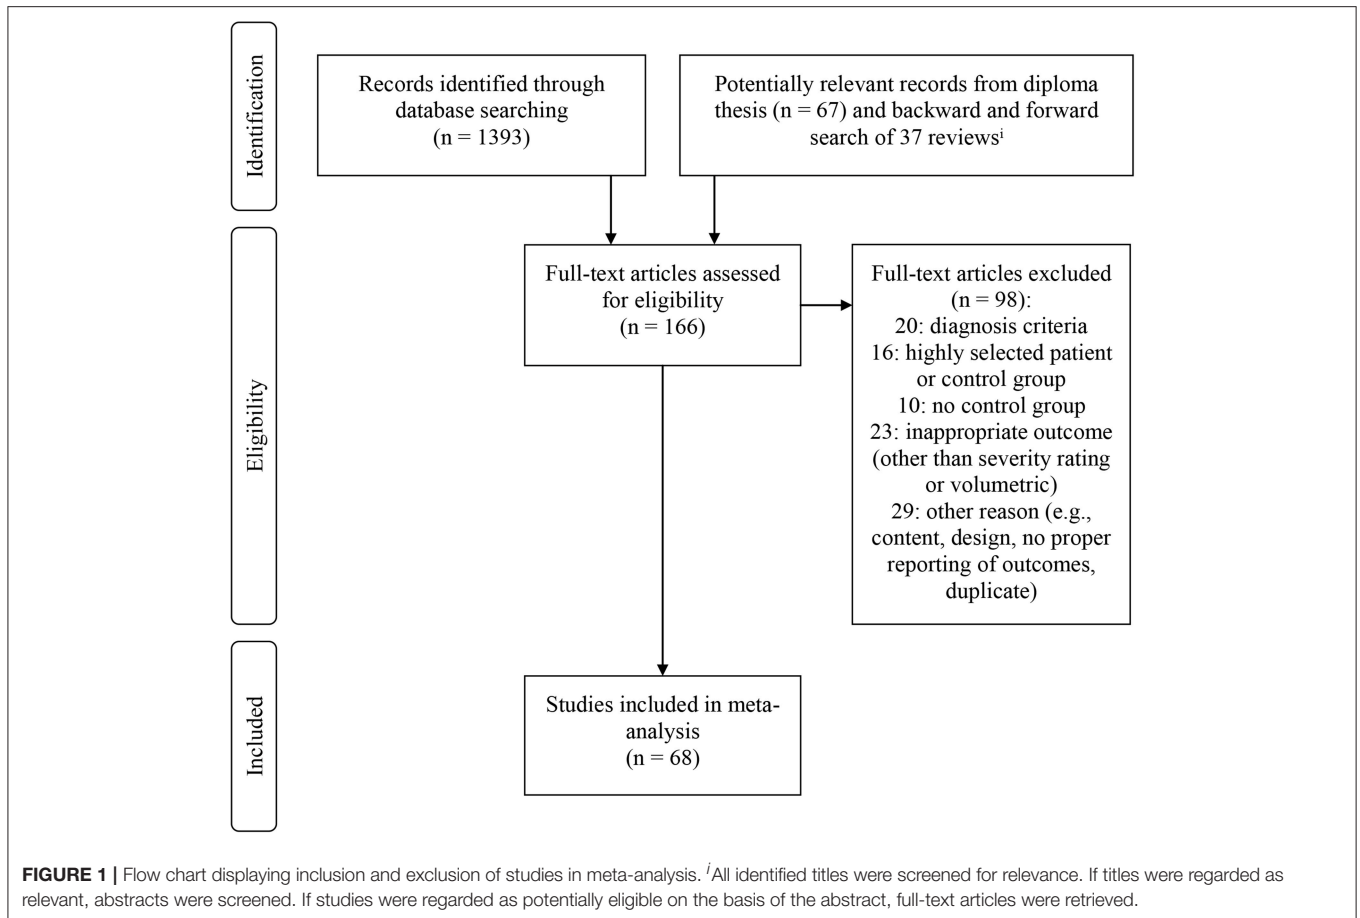 Identification
Records identified through
database searching
(n = 1393)
Potentially relevant records from diploma
thesis (n = 67) and backward and forward
search of 37 reviewsⁱ
Eligibility
Full-text articles assessed
for eligibility
(n = 166)
Full-text articles excluded
(n = 98):
20: diagnosis criteria
16: highly selected patient
or control group
10: no control group
23: inappropriate outcome
(other than severity rating
or volumetric)
29: other reason (e.g.,
content, design, no proper
reporting of outcomes,
duplicate)
Included
Studies included in meta-
analysis
(n = 68)
FIGURE 1 | Flow chart displaying inclusion and exclusion of studies in meta-analysis. ⁱAll identified titles were screened for relevance. If titles were regarded as
relevant, abstracts were screened. If studies were regarded as potentially eligible on the basis of the abstract, full-text articles were retrieved.